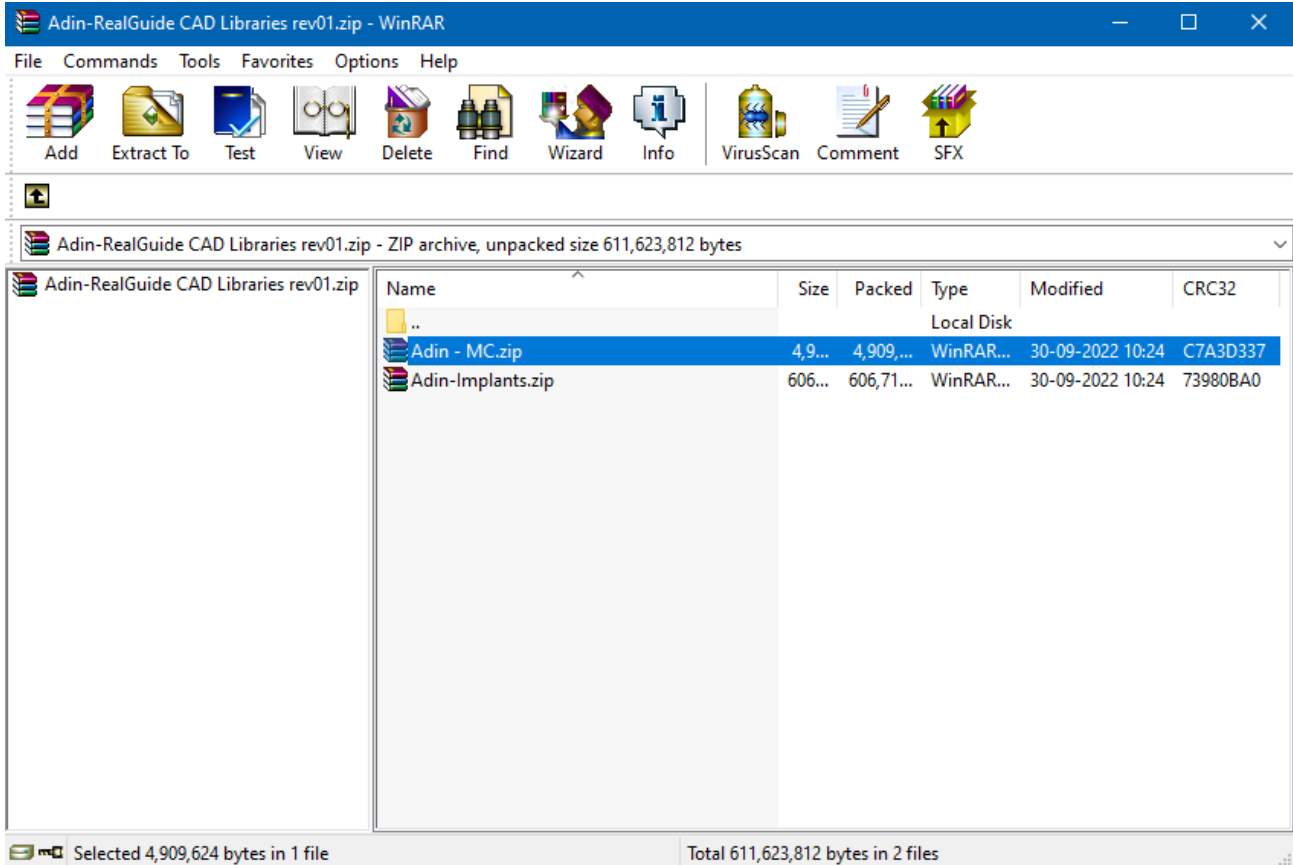 Adin-RealGuide CAD Libraries rev01.zip - WinRAR
File Commands Tools Favorites Options Help
Add Extract To Test View Delete Find Wizard Info VirusScan Comment SFX
Adin-RealGuide CAD Libraries rev01.zip - ZIP archive, unpacked size 611,623,812 bytes
Adin-RealGuide CAD Libraries rev01.zip
Name Size Packed Type Modified CRC32
.. Local Disk
Adin - MC.zip 4,9... 4,909,... WinRAR... 30-09-2022 10:24 C7A3D337
Adin-Implants.zip 606... 606,71... WinRAR... 30-09-2022 10:24 73980BA0
Selected 4,909,624 bytes in 1 file Total 611,623,812 bytes in 2 files